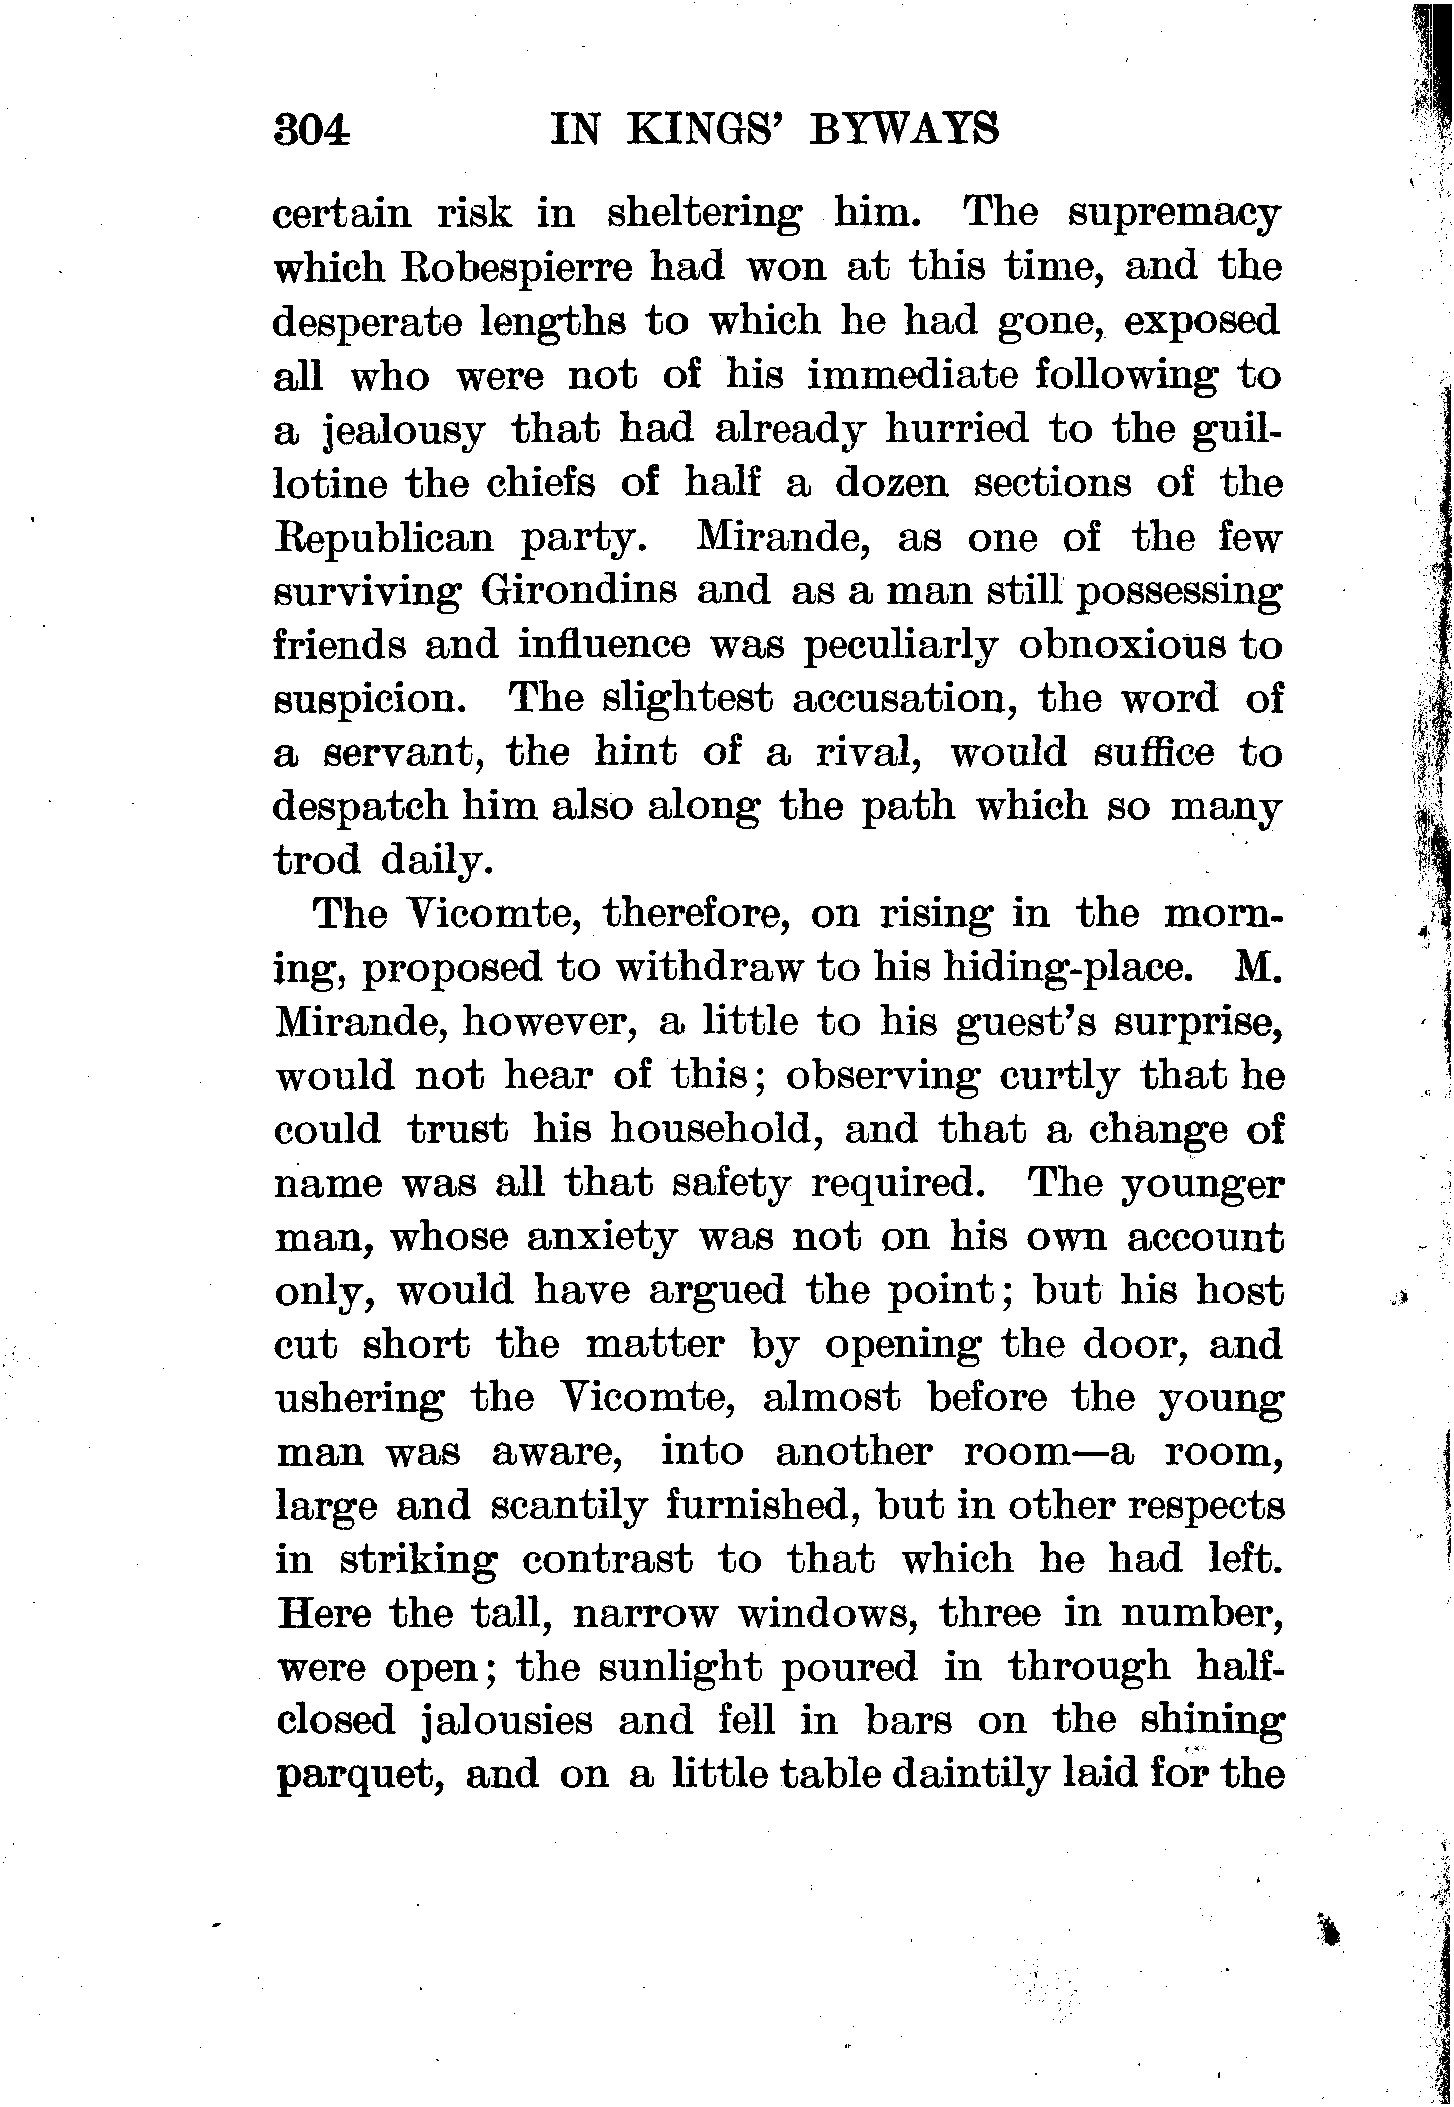 304 IN KINGS' BYWAYS
certain risk in sheltering him. The supremacy
which Robespierre had won at this time, and the
desperate lengths to which he had gone, exposed
all who were not of his immediate following to
a jealousy that had already hurried to the guil-
lotine the chiefs of half a dozen sections of the
Republican party. Mirande, as one of the few
surviving Girondins and as a man still possessing
friends and influence was peculiarly obnoxious to
suspicion. The slightest accusation, the word of
a servant, the hint of a rival, would suffice to
despatch him also along the path which so many
trod daily.
The Vicomte, therefore, on rising in the morn-
ing, proposed to withdraw to his hiding-place. M.
Mirande, however, a little to his guest's surprise,
would not hear of this; observing curtly that he
could trust his household, and that a change of
name was all that safety required. The younger
man, whose anxiety was not on his own account
only, would have argued the point; but his host
cut short the matter by opening the door, and
ushering the Vicomte, almost before the young
man was aware, into another room—a room,
large and scantily furnished, but in other respects
in striking contrast to that which he had left.
Here the tall, narrow windows, three in number,
were open; the sunlight poured in through half-
closed jalousies and fell in bars on the shining
parquet, and on a little table daintily laid for the